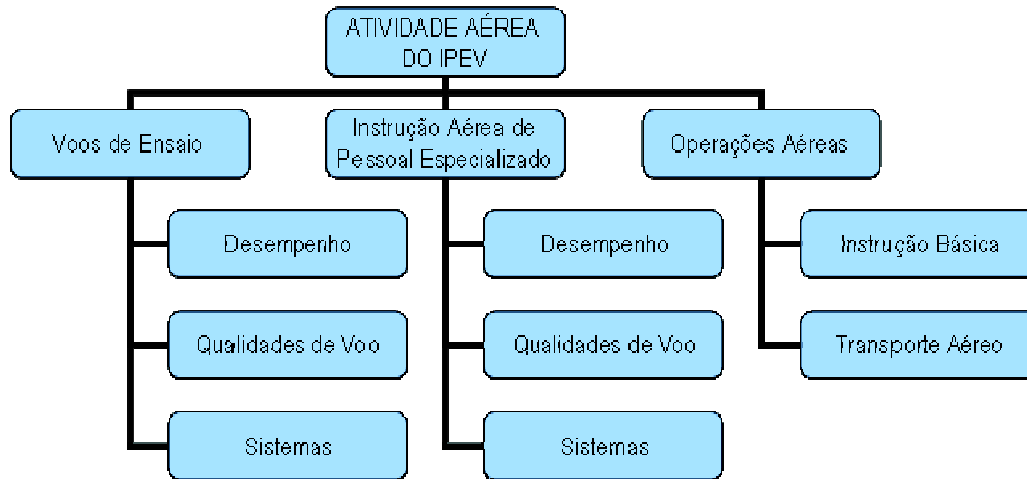 ATIVIDADE AÉREA
DO IPEV
Voos de Ensaio
Instrução Aérea de
Pessoal Especializado
Operações Aéreas
Desempenho
Desempenho
Instrução Básica
Qualidades de Voo
Qualidades de Voo
Transporte Aéreo
Sistemas
Sistemas